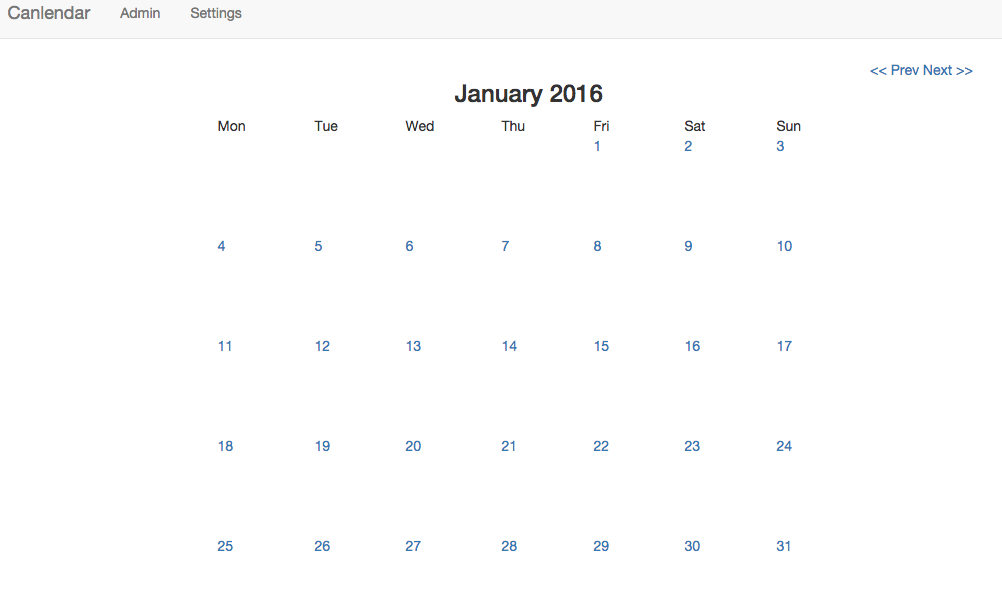 Canlendar Admin Settings
<< Prev Next >>
January 2016
Mon Tue Wed Thu Fri Sat Sun
1 2 3
4 5 6 7 8 9 10
11 12 13 14 15 16 17
18 19 20 21 22 23 24
25 26 27 28 29 30 31